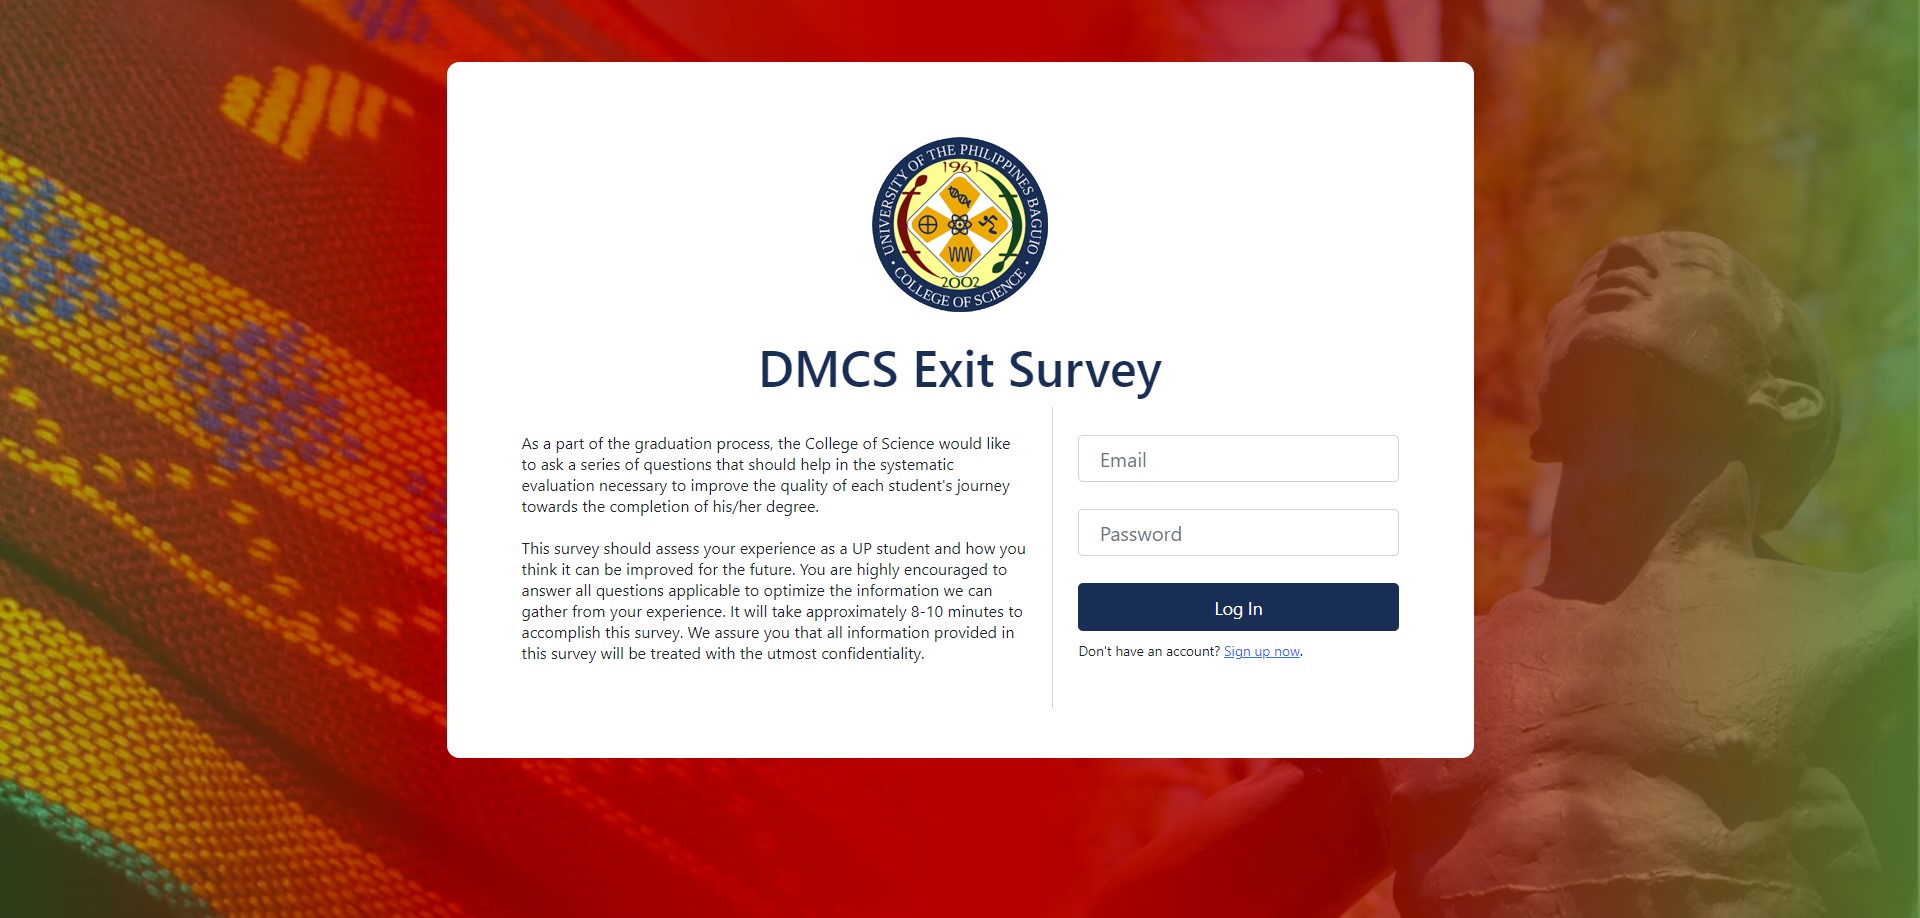 UNIVERSITY OF THE PHILIPPINES BAGUIO
1961
2002
COLLEGE OF SCIENCE
DMCS Exit Survey
As a part of the graduation process, the College of Science would like
to ask a series of questions that should help in the systematic
evaluation necessary to improve the quality of each student's journey
towards the completion of his/her degree.
This survey should assess your experience as a UP student and how you
think it can be improved for the future. You are highly encouraged to
answer all questions applicable to optimize the information we can
gather from your experience. It will take approximately 8-10 minutes to
accomplish this survey. We assure you that all information provided in
this survey will be treated with the utmost confidentiality.
Email
Password
Log In
Don't have an account? Sign up now.